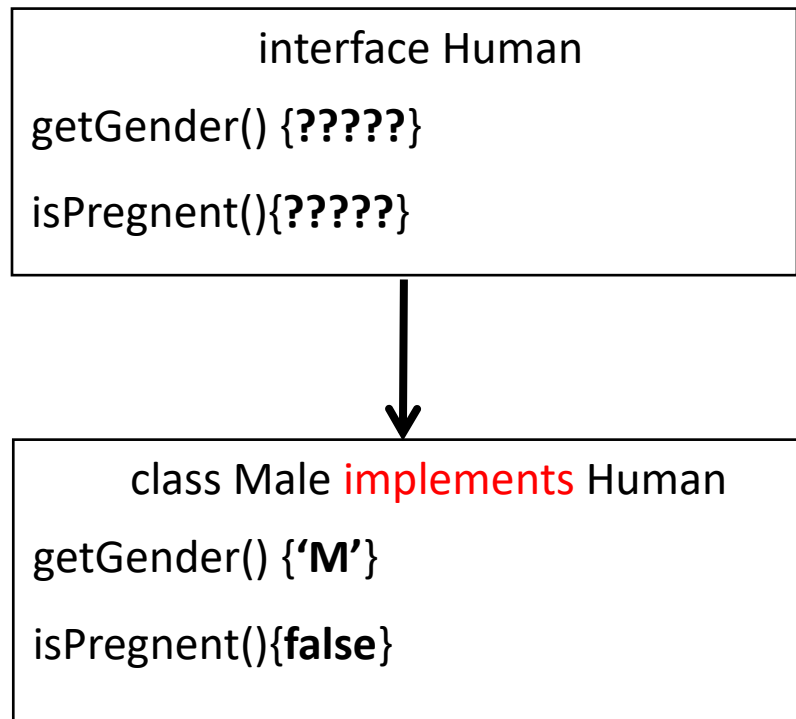 interface Human
getGender() {?????}
isPregnent(){?????}
class Male implements Human
getGender() {‘M’}
isPregnent(){false}